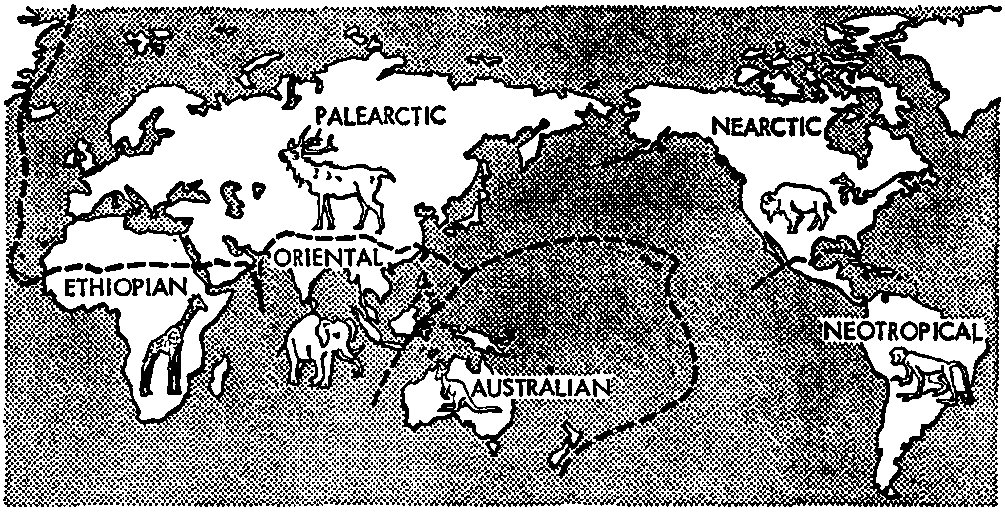 PALEARCTIC
NEARCTIC
ORIENTAL
ETHIOPIAN
NEOTROPICAL
AUSTRALIAN